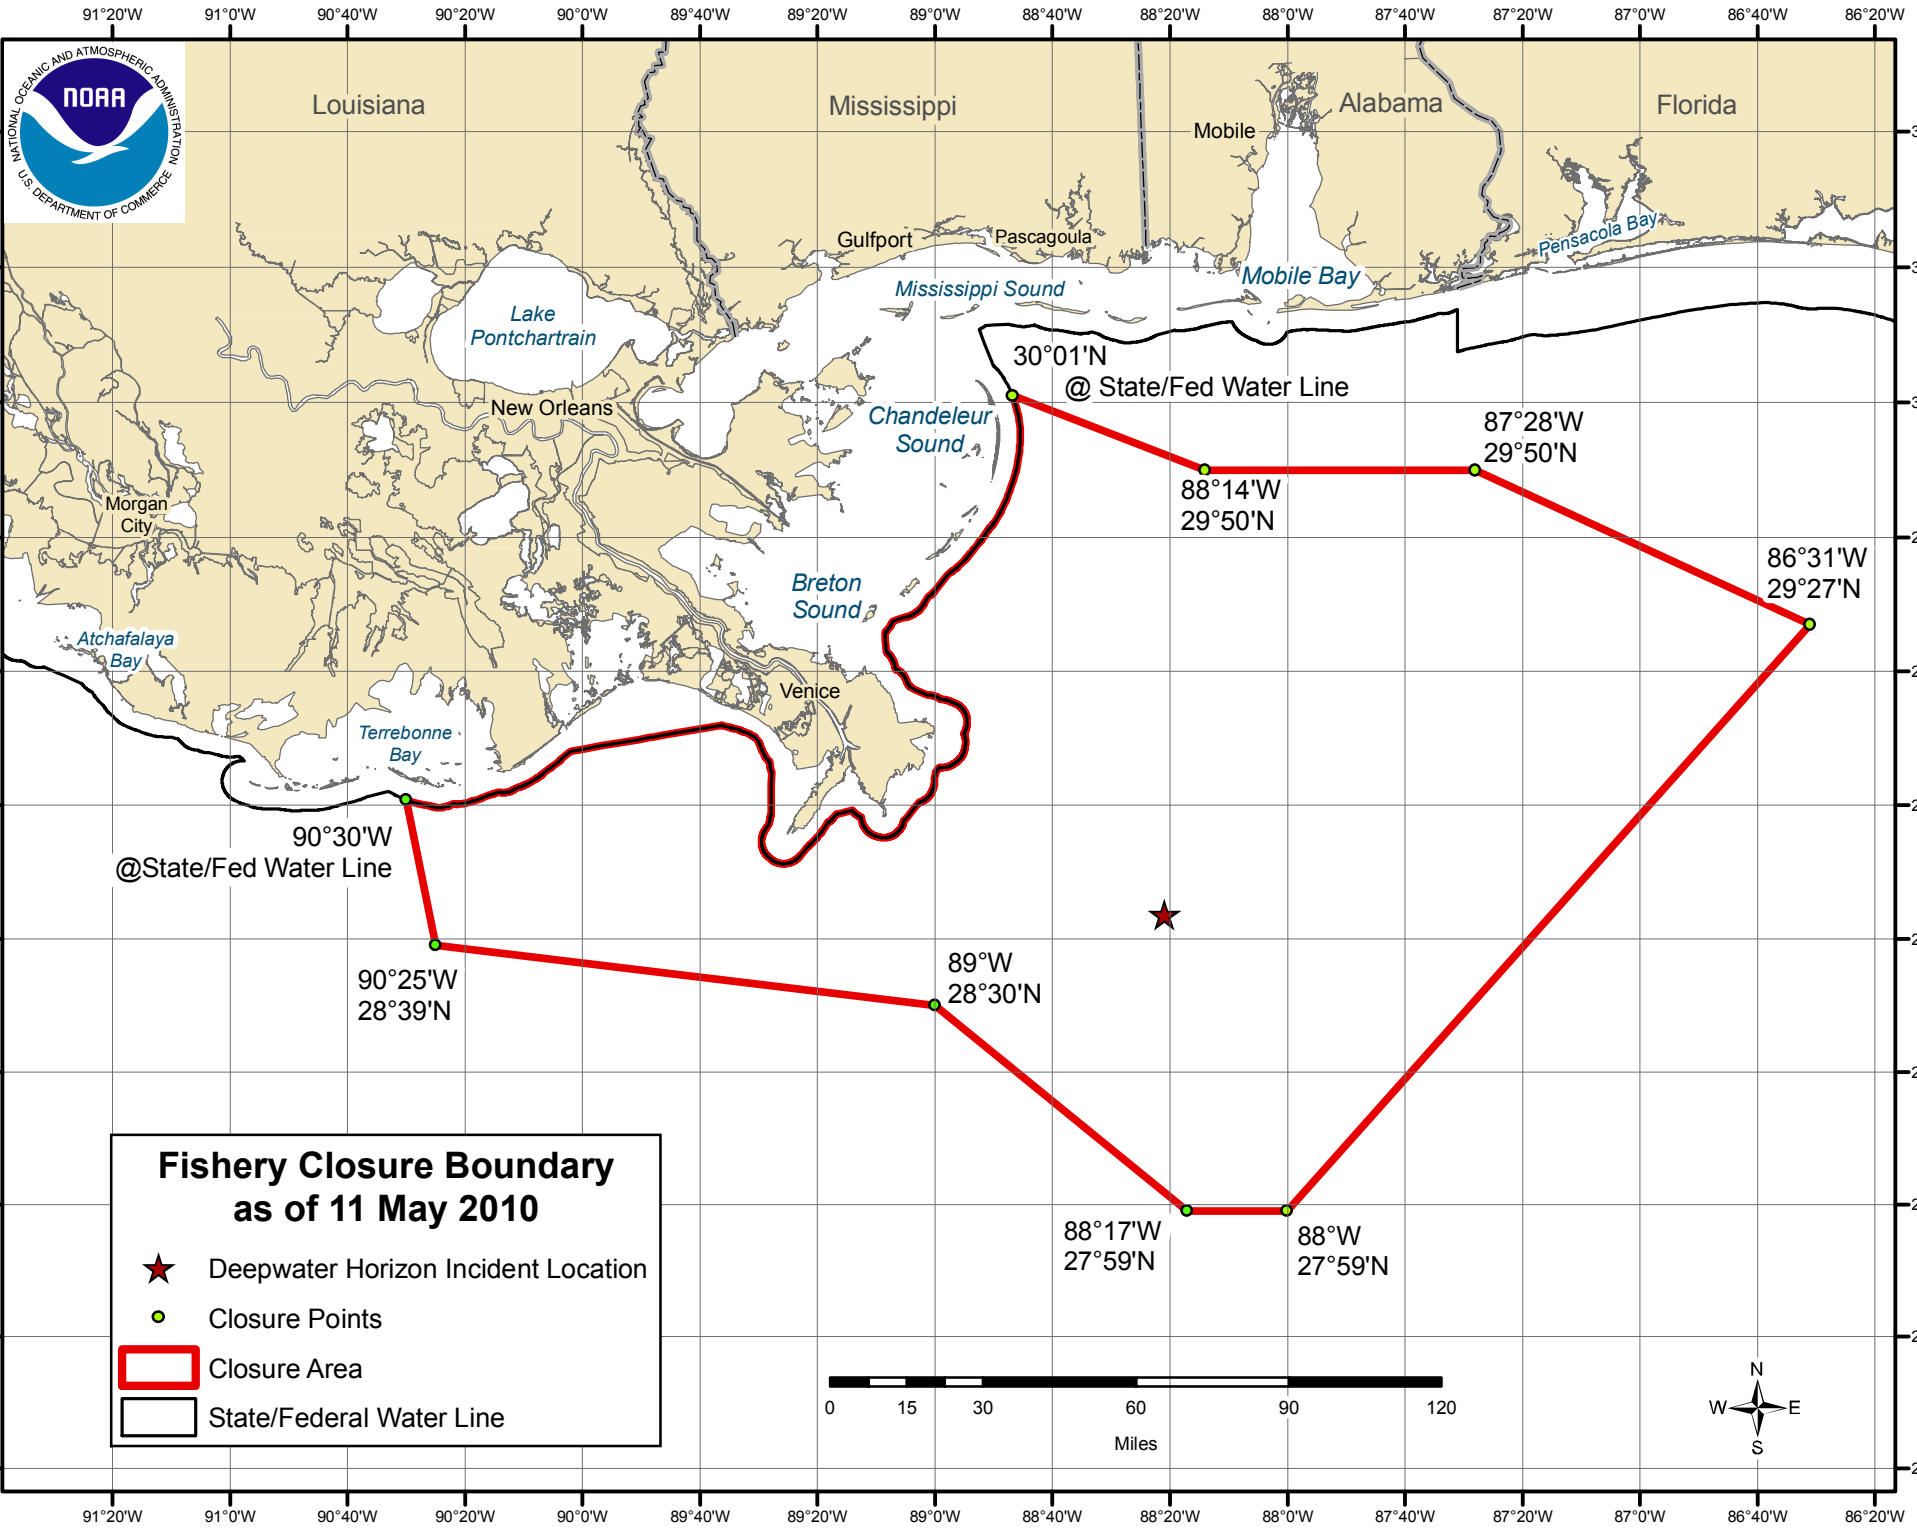 91°20'W 91°0'W 90°40'W 90°20'W 90°0'W 89°40'W 89°20'W 89°0'W 88°40'W 88°20'W 88°0'W 87°40'W 87°20'W 87°0'W 86°40'W 86°20'W
NATIONAL OCEANIC AND ATMOSPHERIC ADMINISTRATION
NOAA
U.S. DEPARTMENT OF COMMERCE
Louisiana
Mississippi
Alabama
Florida
Mobile
Gulfport
Pascagoula
Pensacola Bay
Mobile Bay
Mississippi Sound
Lake
Pontchartrain
30°01'N
@ State/Fed Water Line
New Orleans
Chandeleur
Sound
87°28'W
29°50'N
88°14'W
29°50'N
Morgan
City
86°31'W
29°27'N
Breton
Sound
Atchafalaya
Bay
Venice
Terrebonne
Bay
90°30'W
@State/Fed Water Line
90°25'W
28°39'N
89°W
28°30'N
88°17'W
27°59'N
88°W
27°59'N
Fishery Closure Boundary
as of 11 May 2010
Deepwater Horizon Incident Location
Closure Points
Closure Area
State/Federal Water Line
0 15 30 60 90 120
Miles
N
W E
S
91°20'W 91°0'W 90°40'W 90°20'W 90°0'W 89°40'W 89°20'W 89°0'W 88°40'W 88°20'W 88°0'W 87°40'W 87°20'W 87°0'W 86°40'W 86°20'W